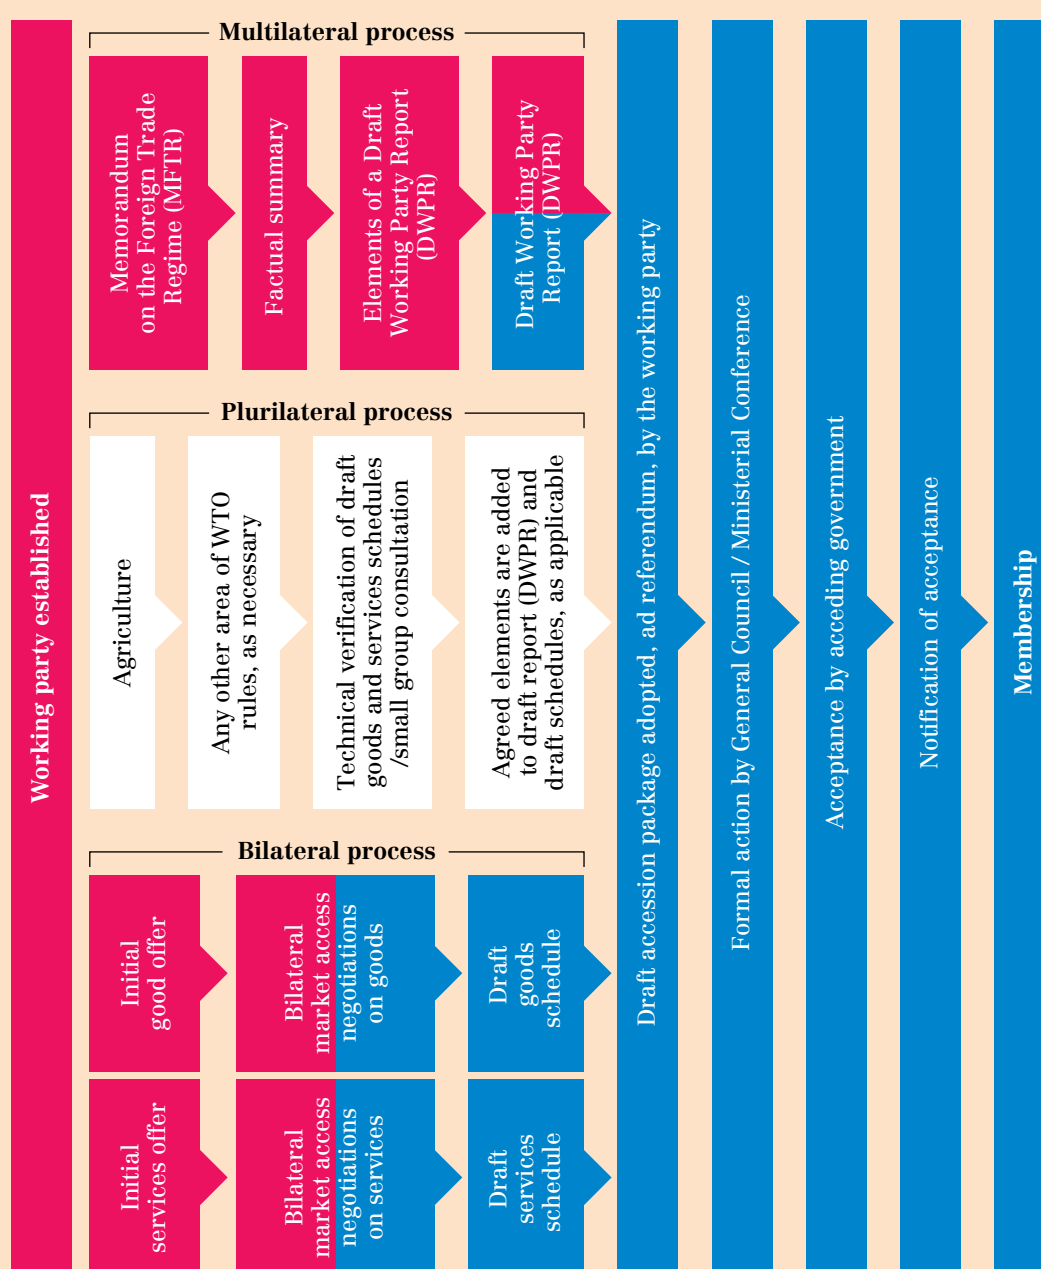 Working party established
Multilateral process
Memorandum
on the Foreign Trade
Regime (MFTR)
Factual summary
Elements of a Draft
Working Party Report
(DWPR)
Draft Working Party
Report (DWPR)
Plurilateral process
Agriculture
Any other area of WTO
rules, as necessary
Technical verification of draft
goods and services schedules
/small group consultation
Agreed elements are added
to draft report (DWPR) and
draft schedules, as applicable
Bilateral process
Initial
good offer
Bilateral
market access
negotiations
on goods
Draft
goods
schedule
Initial
services offer
Bilateral
market access
negotiations
on services
Draft
services
schedule
Draft accession package adopted, ad referendum, by the working party
Formal action by General Council / Ministerial Conference
Acceptance by acceding government
Notification of acceptance
Membership